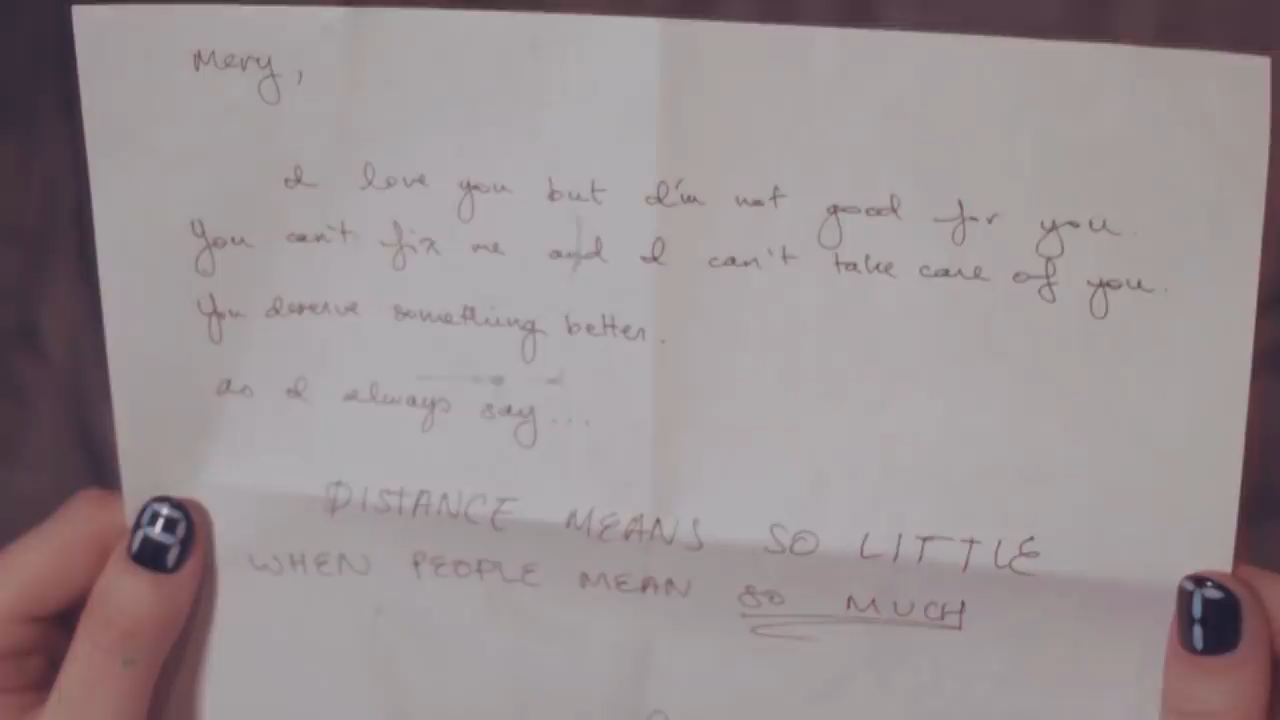 Mery,
I love you but I'm not good for you.
You can't fix me and I can't take care of you.
You deserve something better.
as I always say...
DISTANCE MEANS SO LITTLE
WHEN PEOPLE MEAN so MUCH